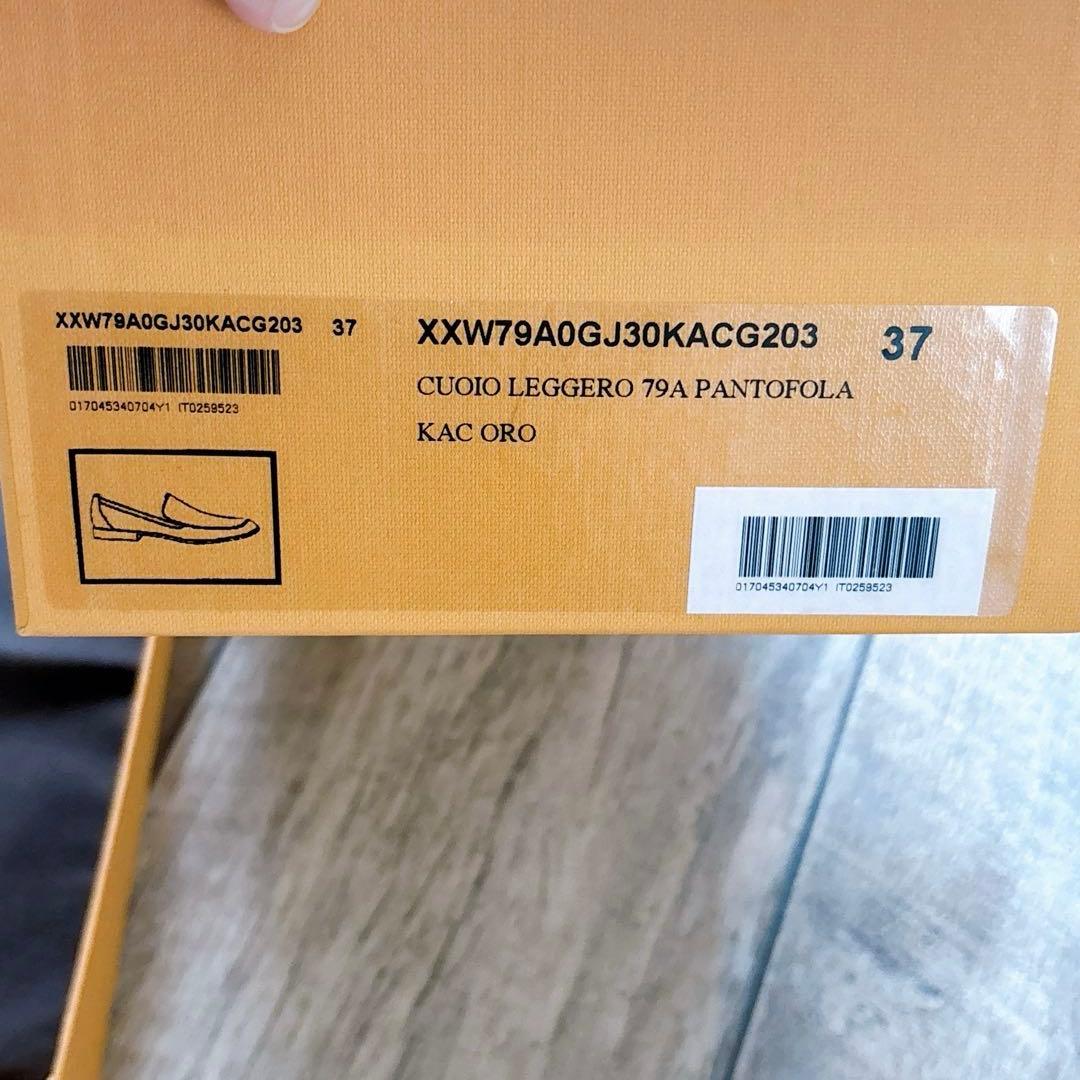 XXW79A0GJ30KACG203 37
017045340704Y1 IT0259523
XXW79A0GJ30KACG203 37
CUOIO LEGGERO 79A PANTOFOLA
KAC ORO
017045340704Y1 IT0259523